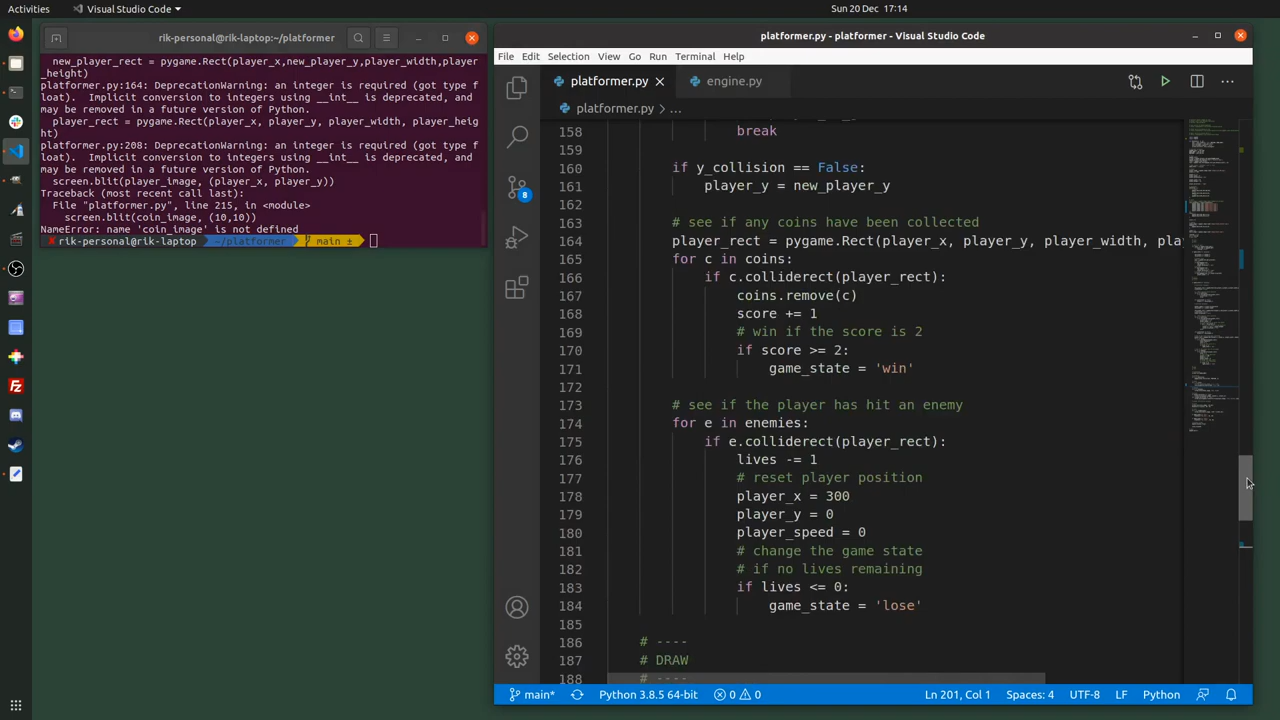 Activities
Visual Studio Code
Sun 20 Dec 17:14
rik-personal@rik-laptop:~/platformer
new_player_rect = pygame.Rect(player_x,new_player_y,player_width,player
_height)
platformer.py:164: DeprecationWarning: an integer is required (got type f
loat).  Implicit conversion to integers using __int__ is deprecated, and
may be removed in a future version of Python.
player_rect = pygame.Rect(player_x, player_y, player_width, player_heig
ht)
platformer.py:208: DeprecationWarning: an integer is required (got type f
loat).  Implicit conversion to integers using __int__ is deprecated, and
may be removed in a future version of Python.
screen.blit(player_image, (player_x, player_y))
Traceback (most recent call last):
File "platformer.py", line 215, in <module>
screen.blit(coin_image, (10,10))
NameError: name 'coin_image' is not defined
✘ rik-personal@rik-laptop ~/platformer main ±
platformer.py - platformer - Visual Studio Code
File Edit Selection View Go Run Terminal Help
platformer.py
engine.py
platformer.py > ...
8
158 break
159
160 if y_collision == False:
161 player_y = new_player_y
162
163 # see if any coins have been collected
164 player_rect = pygame.Rect(player_x, player_y, player_width, pla
165 for c in coins:
166 if c.colliderect(player_rect):
167 coins.remove(c)
168 score += 1
169 # win if the score is 2
170 if score >= 2:
171 game_state = 'win'
172
173 # see if the player has hit an enemy
174 for e in enemies:
175 if e.colliderect(player_rect):
176 lives -= 1
177 # reset player position
178 player_x = 300
179 player_y = 0
180 player_speed = 0
181 # change the game state
182 # if no lives remaining
183 if lives <= 0:
184 game_state = 'lose'
185
186 # ----
187 # DRAW
188 # ----
main* Python 3.8.5 64-bit 0 0 Ln 201, Col 1 Spaces: 4 UTF-8 LF Python